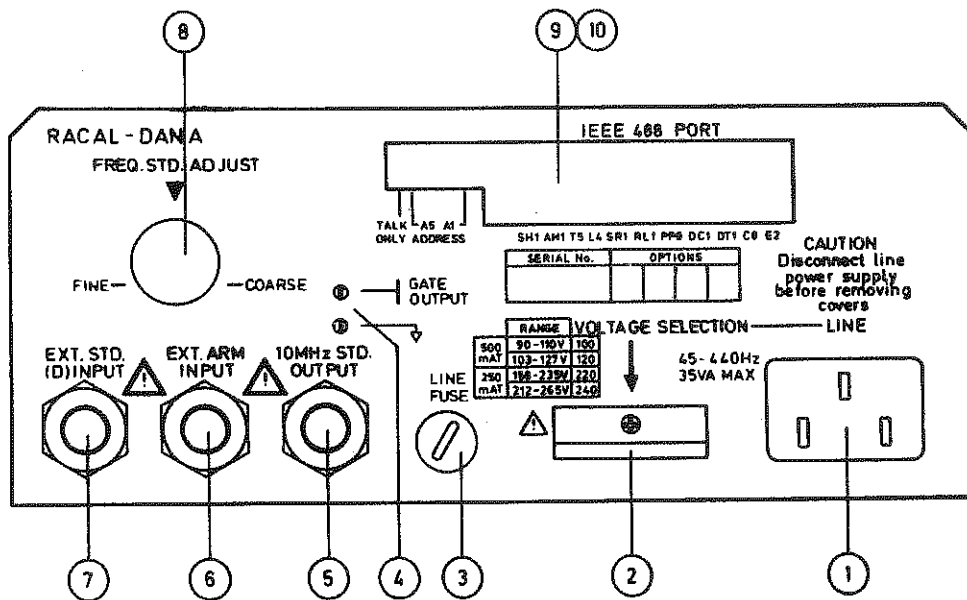 8
9 10
RACAL-DANA
FREQ. STD. ADJUST
IEEE 488 PORT
TALK A5 A1
ONLY ADDRESS
SH1 AH1 T5 L4 SR1 RL1 PP0 DC1 DT1 C0 E2
SERIAL No. OPTIONS
CAUTION
Disconnect line
power supply
before removing
covers
FINE COARSE
GATE
OUTPUT
RANGE
VOLTAGE SELECTION LINE
500
mAT
90-110V 100
103-127V 120
250
mAT
220
212-265V 240
45-440Hz
35VA MAX
EXT. STD.
(D)INPUT
EXT. ARM
INPUT
10MHz STD.
OUTPUT
LINE
FUSE
7 6 5 4 3 2 1